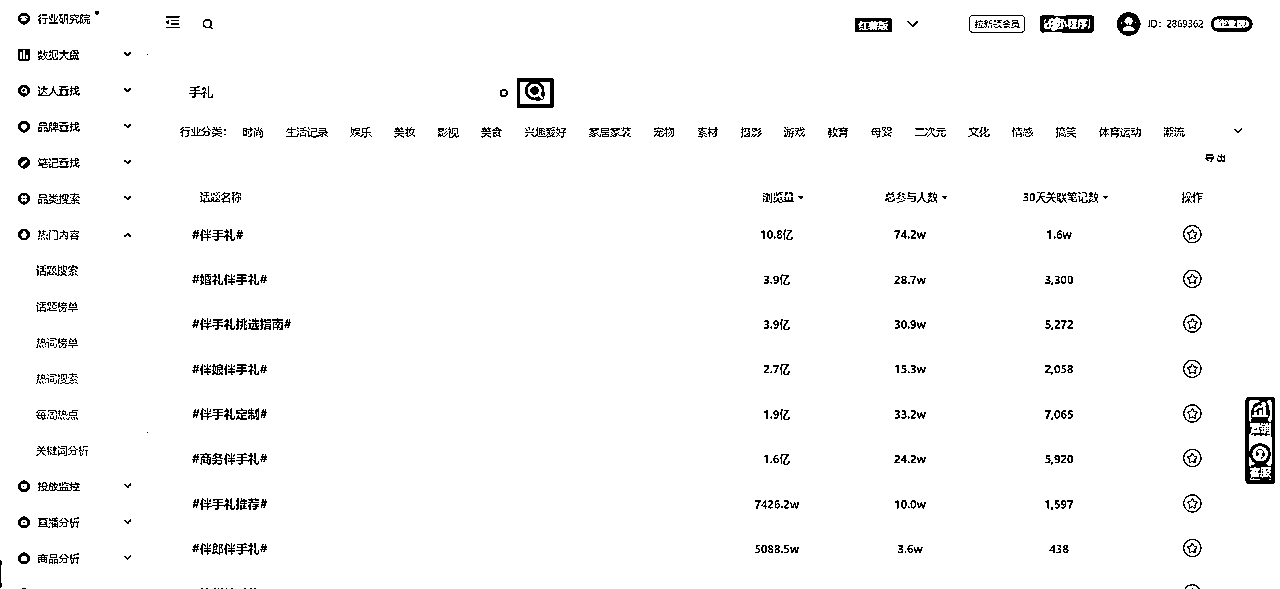 行业研究院
红薯版
拉新领会员
ID: 2869362
数据大盘
达人查找
手礼
品牌查找
行业分类: 时尚 生活记录 娱乐 美妆 影视 美食 兴趣爱好 家居家装 宠物 素材 摄影 游戏 教育 母婴 二次元 文化 情感 搞笑 体育运动 潮流
导出
笔记查找
品类搜索
话题名称 浏览量 总参与人数 30天关联笔记数 操作
热门内容
#伴手礼# 10.8亿 74.2w 1.6w
话题搜索
#婚礼伴手礼# 3.9亿 28.7w 3,300
话题榜单
#伴手礼挑选指南# 3.9亿 30.9w 5,272
热词榜单
#伴娘伴手礼# 2.7亿 15.3w 2,058
热词搜索
每周热点
#伴手礼定制# 1.9亿 33.2w 7,065
关键词分析
#商务伴手礼# 1.6亿 24.2w 5,920
客服
投放监控
#伴手礼推荐# 7426.2w 10.0w 1,597
直播分析
#伴郎伴手礼# 5088.5w 3.6w 438
商品分析